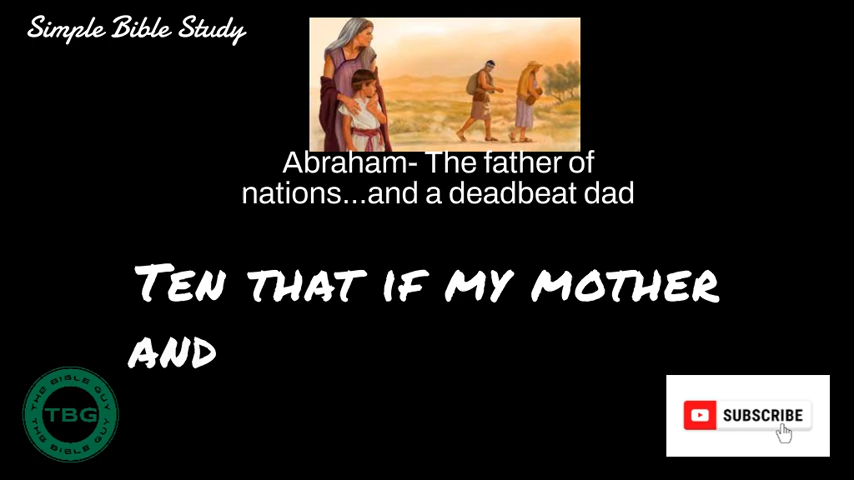 Simple Bible Study
Abraham- The father of
nations...and a deadbeat dad
Ten that if my mother
and
THE BIBLE GUY
TBG
THE BIBLE GUY
SUBSCRIBE